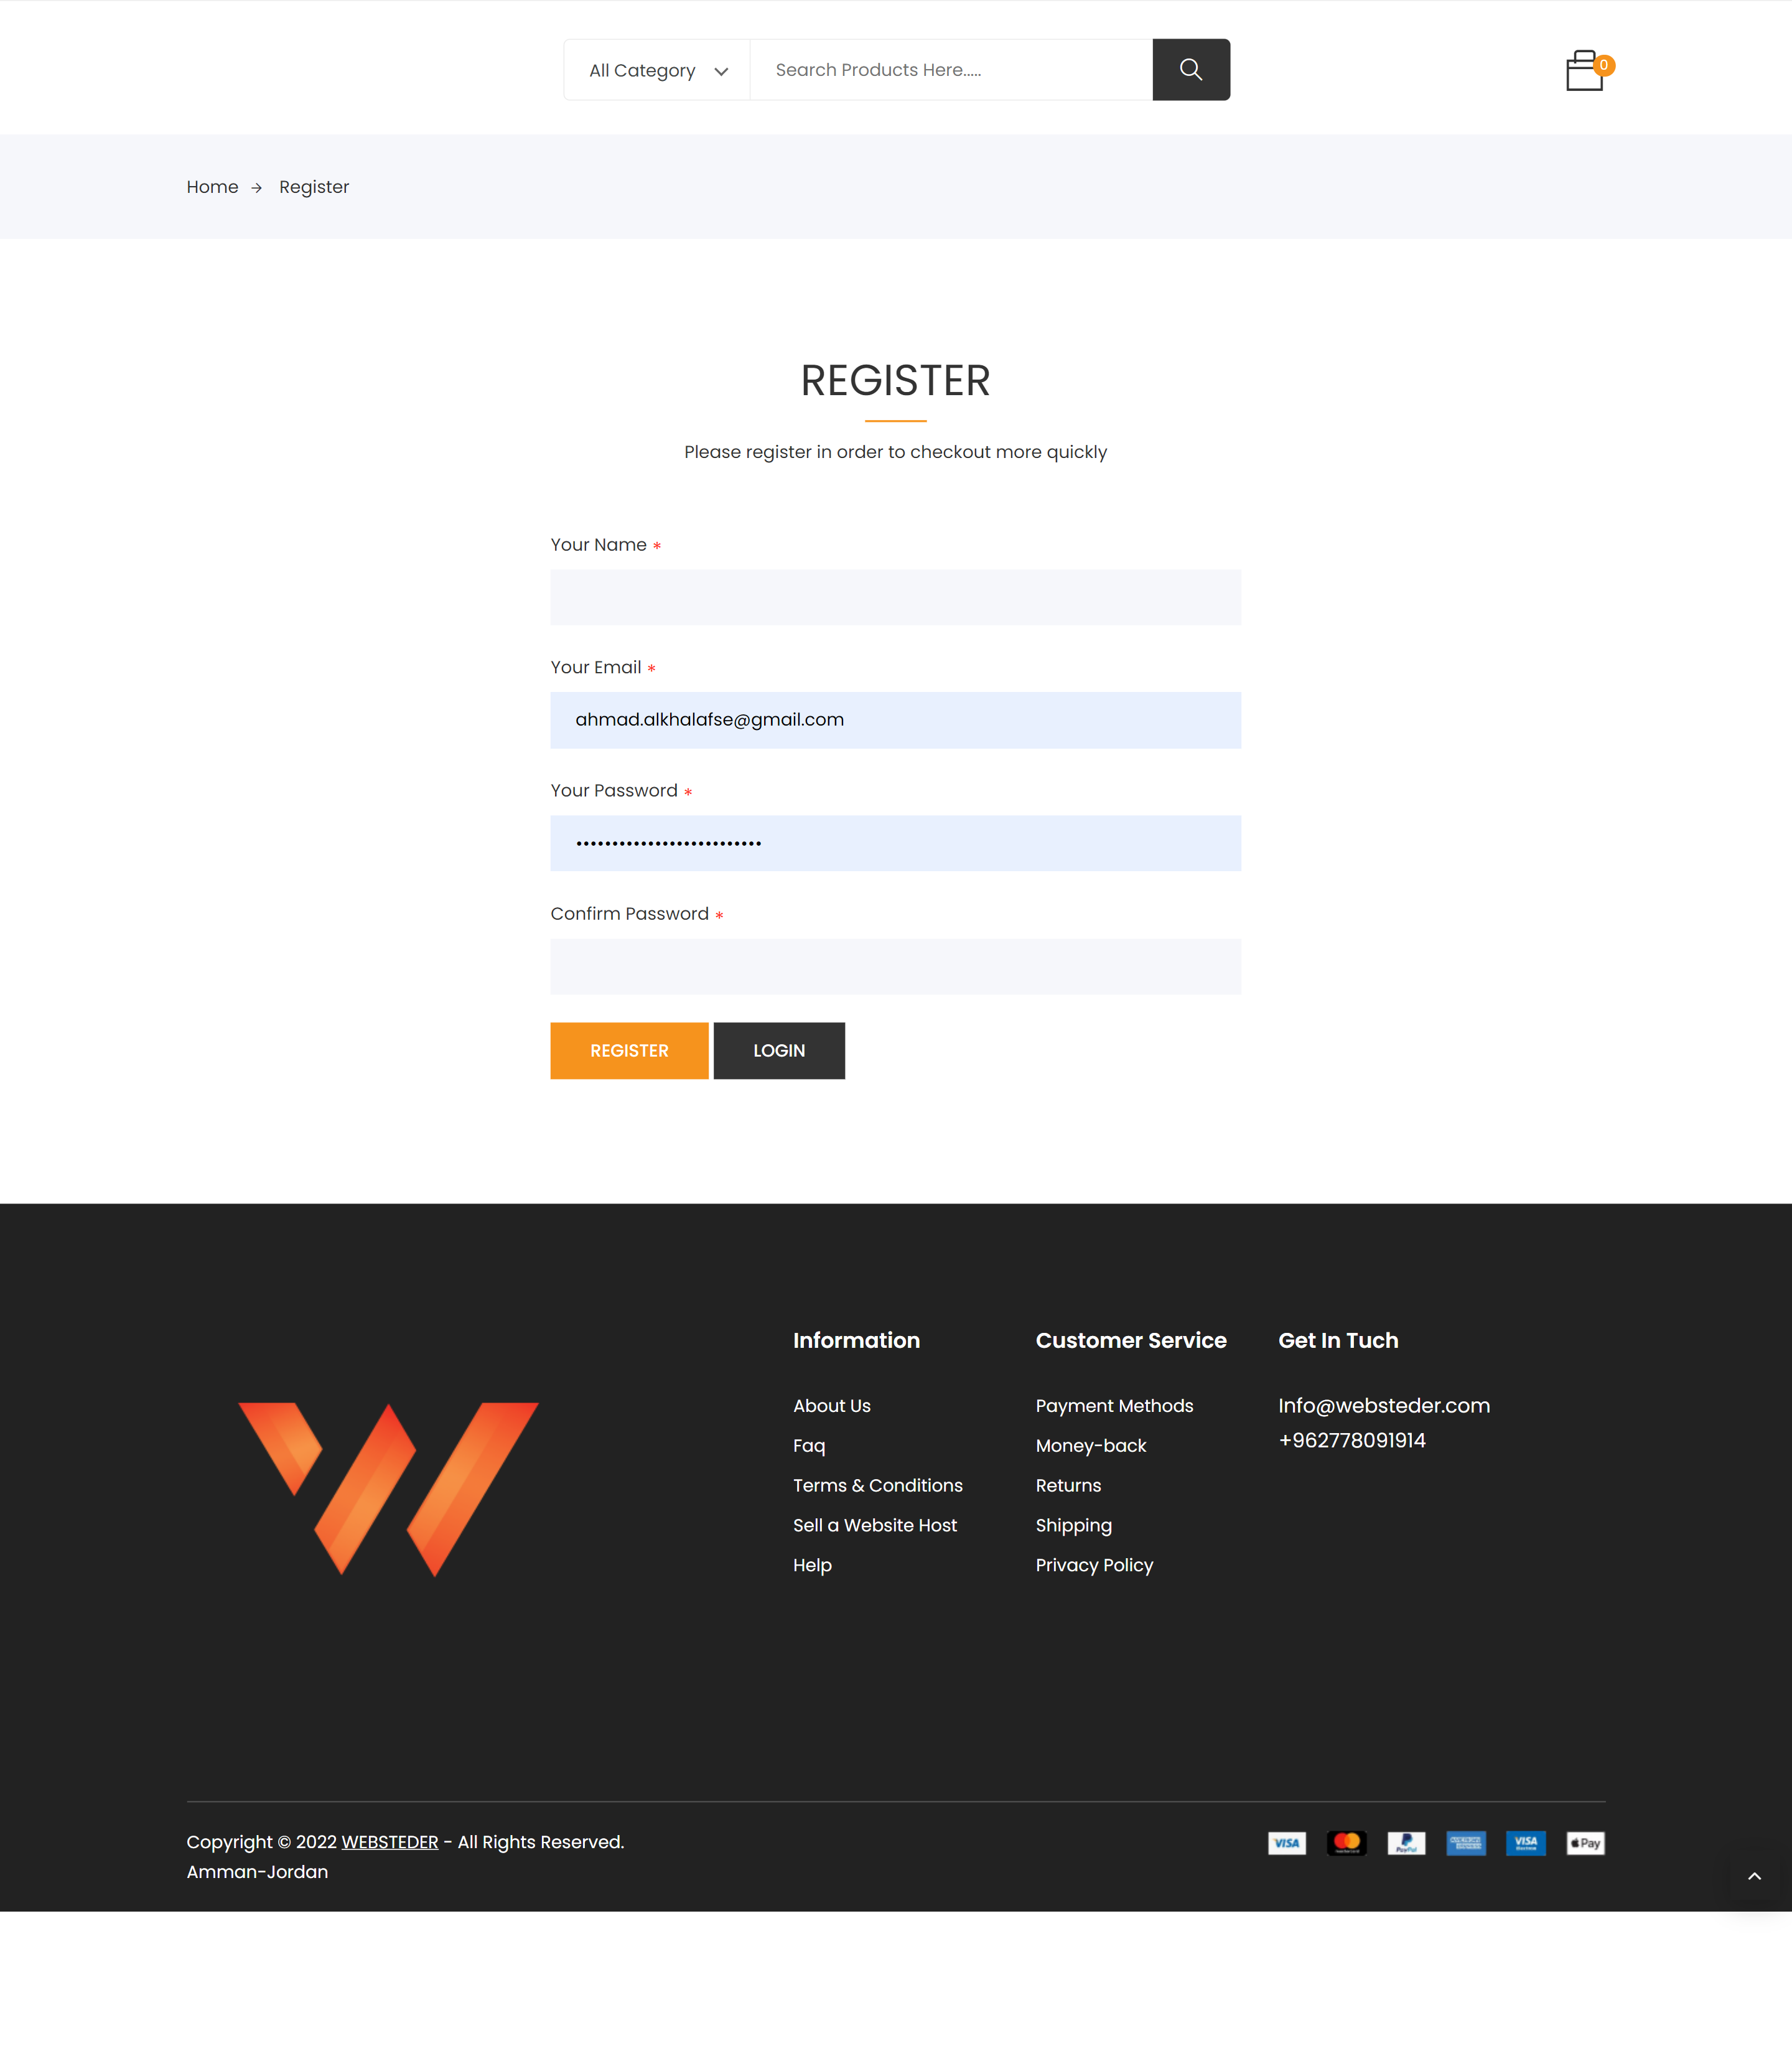 All Category
Search Products Here.....
0
Home → Register
REGISTER
Please register in order to checkout more quickly
Your Name *
Your Email *
ahmad.alkhalafse@gmail.com
Your Password *
••••••••••••••••••••••••••
Confirm Password *
REGISTER
LOGIN
Information
About Us
Faq
Terms & Conditions
Sell a Website Host
Help
Customer Service
Payment Methods
Money-back
Returns
Shipping
Privacy Policy
Get In Tuch
Info@websteder.com
+962778091914
Copyright © 2022 WEBSTEDER - All Rights Reserved.
Amman-Jordan
VISA
PayPal
VISA
Pay